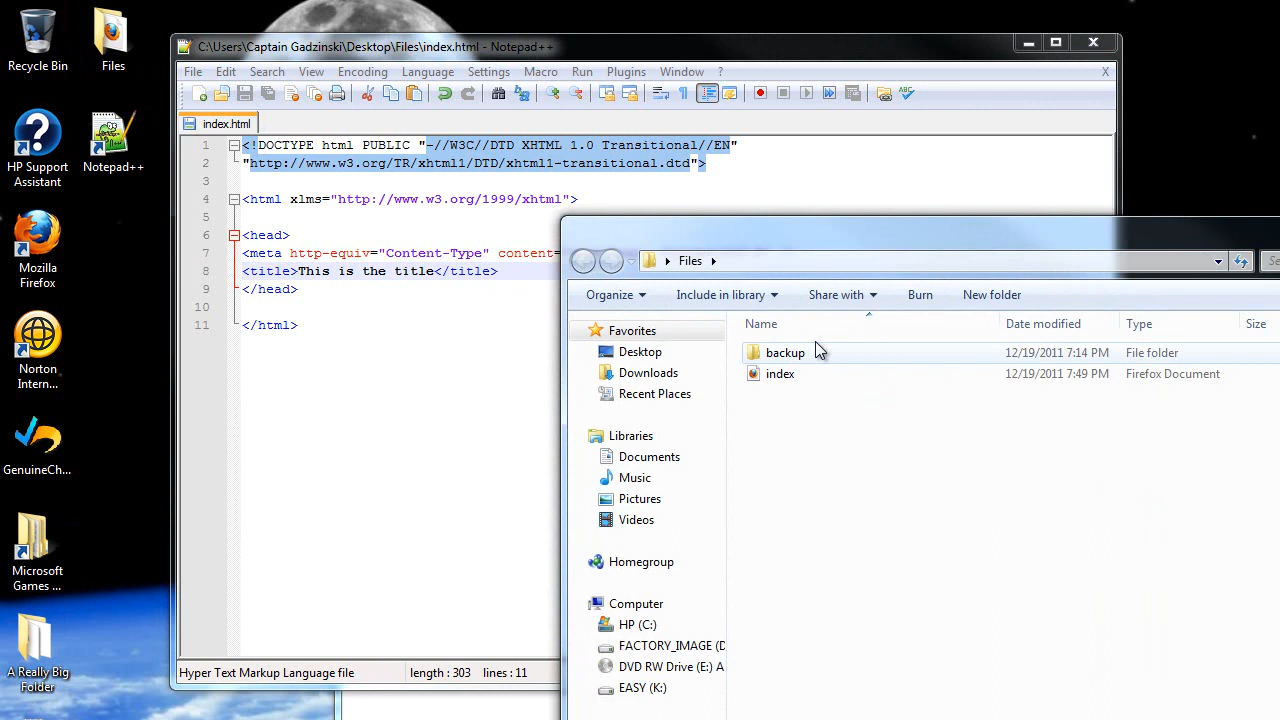 Recycle Bin
Files
HP Support
Assistant
Notepad++
Mozilla
Firefox
Norton
Intern...
GenuineCh...
Microsoft
Games ...
A Really Big
Folder
C:\Users\Captain Gadzinski\Desktop\Files\index.html - Notepad++
File Edit Search View Encoding Language Settings Macro Run Plugins Window ? X
index.html
1 <!DOCTYPE html PUBLIC "-//W3C//DTD XHTML 1.0 Transitional//EN"
2 "http://www.w3.org/TR/xhtml1/DTD/xhtml1-transitional.dtd">
3
4 <html xlms="http://www.w3.org/1999/xhtml">
5
6 <head>
7 <meta http-equiv="Content-Type" content=
8 <title>This is the title</title>
9 </head>
10
11 </html>
Hyper Text Markup Language file length : 303 lines : 11
Files
Se
Organize Include in library Share with Burn New folder
Name Date modified Type Size
backup 12/19/2011 7:14 PM File folder
index 12/19/2011 7:49 PM Firefox Document
Favorites
Desktop
Downloads
Recent Places
Libraries
Documents
Music
Pictures
Videos
Homegroup
Computer
HP (C:)
FACTORY_IMAGE (D
DVD RW Drive (E:) A
EASY (K:)